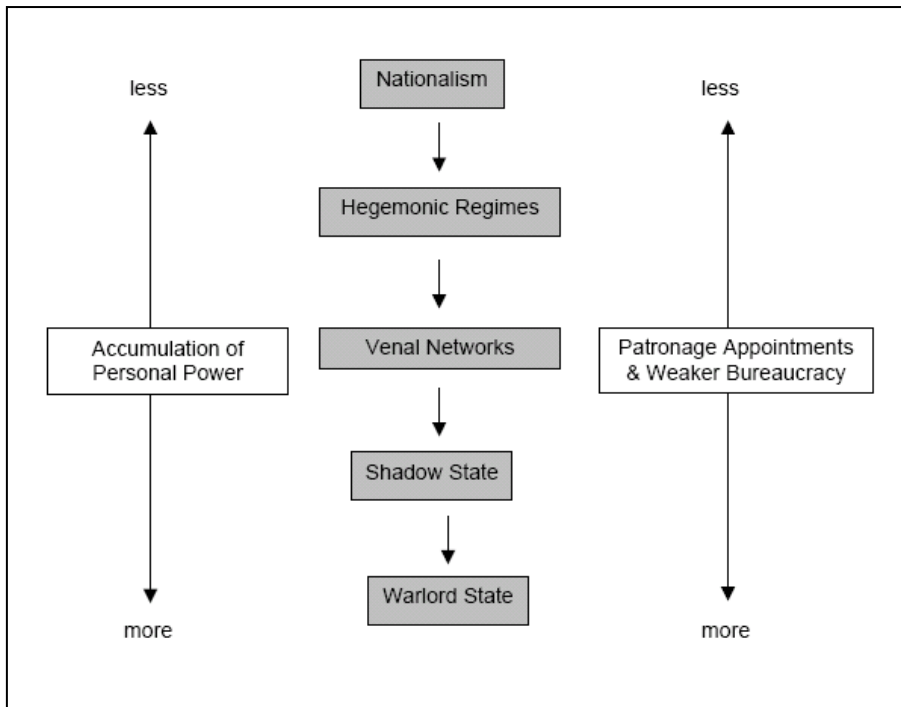 Nationalism
less
less
Hegemonic Regimes
Accumulation of
Personal Power
Venal Networks
Patronage Appointments
& Weaker Bureaucracy
Shadow State
Warlord State
more
more